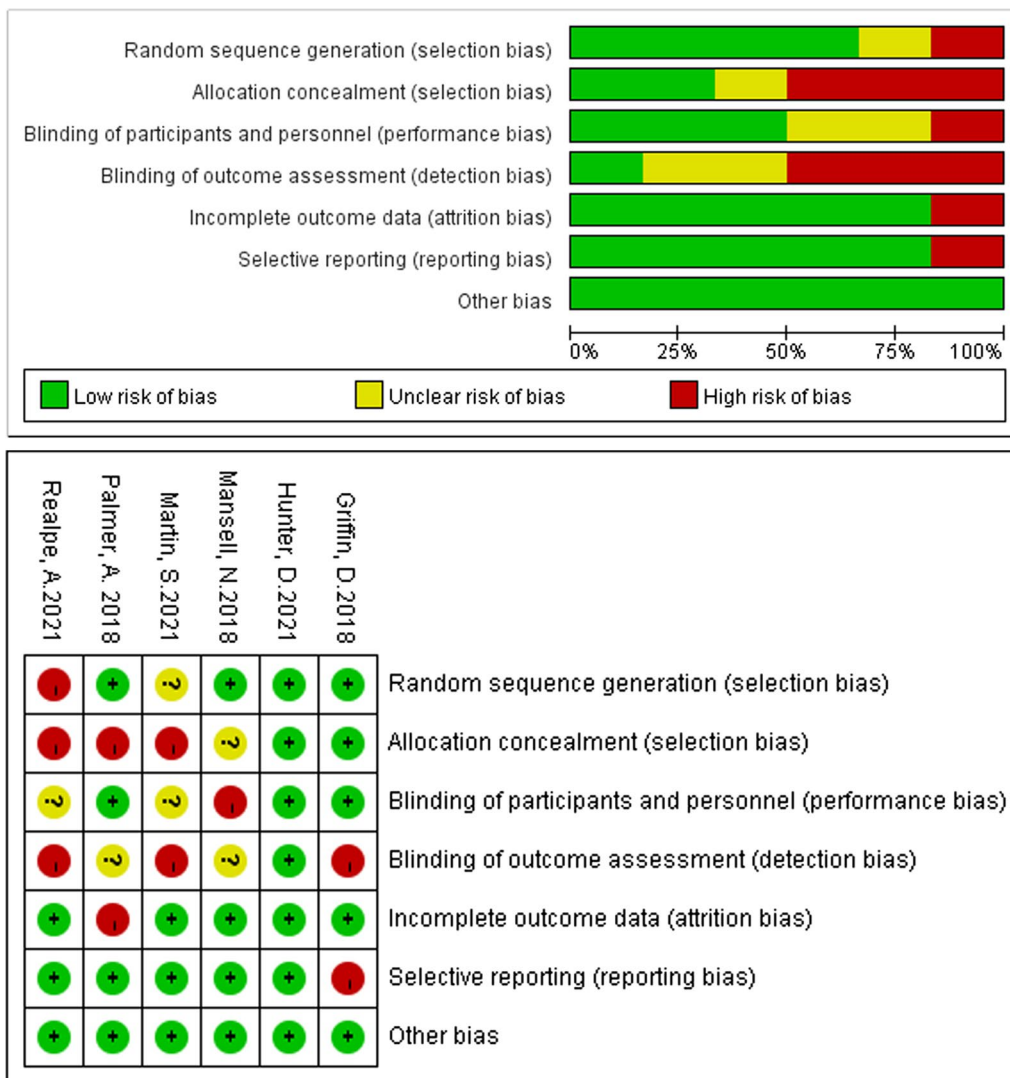 Random sequence generation (selection bias)
Allocation concealment (selection bias)
Blinding of participants and personnel (performance bias)
Blinding of outcome assessment (detection bias)
Incomplete outcome data (attrition bias)
Selective reporting (reporting bias)
Other bias
0% 25% 50% 75% 100%
Low risk of bias Unclear risk of bias High risk of bias
Realpe, A.2021
Palmer, A. 2018
Martin, S.2021
Mansell, N.2018
Hunter, D.2021
Griffin, D.2018
- + ? + + + Random sequence generation (selection bias)
- - - ? + + Allocation concealment (selection bias)
? + ? - + + Blinding of participants and personnel (performance bias)
- ? - ? + - Blinding of outcome assessment (detection bias)
+ - + + + + Incomplete outcome data (attrition bias)
+ + + + + - Selective reporting (reporting bias)
+ + + + + + Other bias